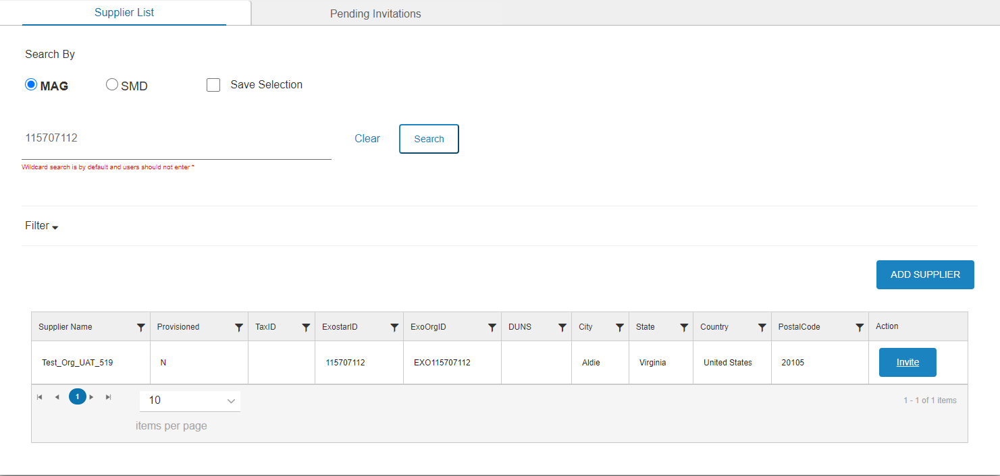 Supplier List
Pending Invitations
Search By
MAG SMD Save Selection
115707112 Clear Search
Wildcard search is by default and users should not enter *
Filter
ADD SUPPLIER
Supplier Name Provisioned TaxID ExostarID ExoOrgID DUNS City State Country PostalCode Action
Test_Org_UAT_519 N 115707112 EXO115707112 Aldie Virginia United States 20105 Invite
1 10 1 - 1 of 1 items
items per page